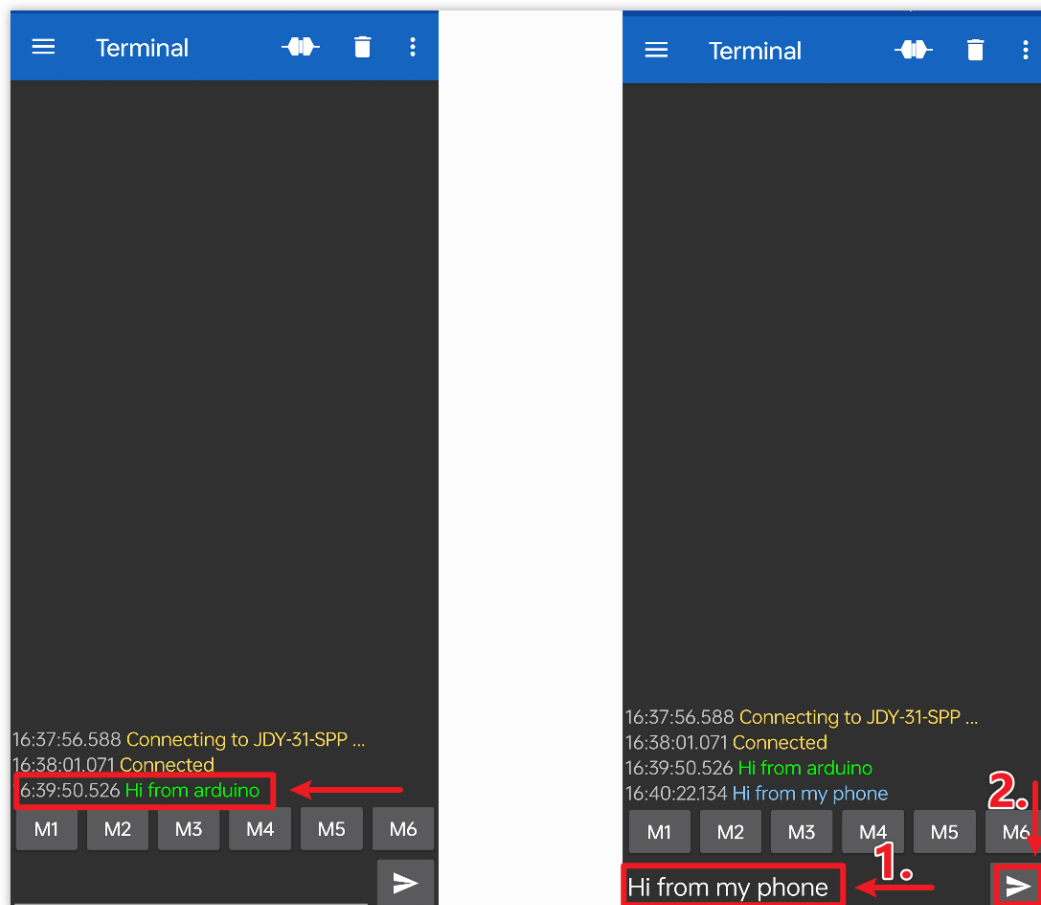 Terminal
16:37:56.588 Connecting to JDY-31-SPP ...
16:38:01.071 Connected
6:39:50.526 Hi from arduino
M1 M2 M3 M4 M5 M6
Terminal
16:37:56.588 Connecting to JDY-31-SPP ...
16:38:01.071 Connected
16:39:50.526 Hi from arduino
16:40:22.134 Hi from my phone
2.
M1 M2 M3 M4 M5 M6
1.
Hi from my phone